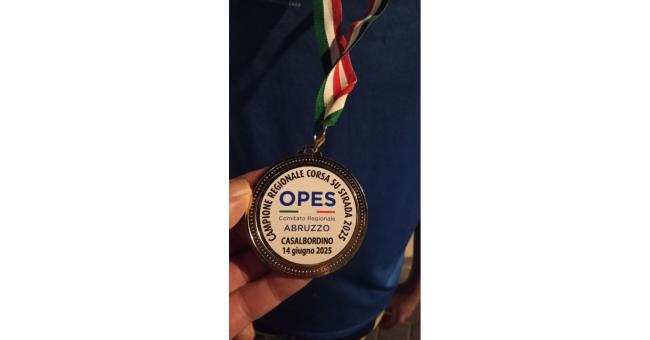 CAMPIONE REGIONALE CORSA SU STRADA 2025
OPES
Comitato Regionale
ABRUZZO
CASALBORDINO
14 giugno 2025